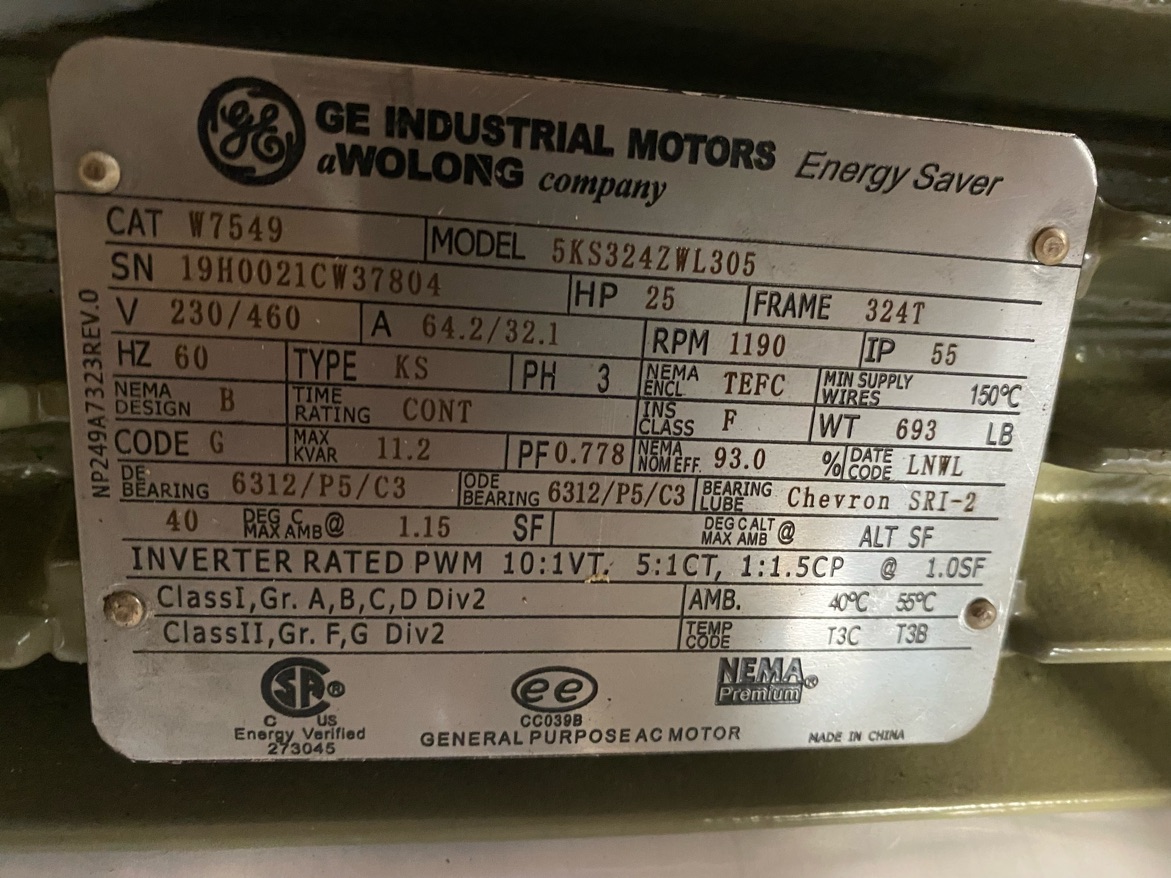 GE GE INDUSTRIAL MOTORS Energy Saver
aWOLONG company
CAT W7549 MODEL 5KS324ZWL305
SN 19H0021CW37804 HP 25 FRAME 324T
V 230/460 A 64.2/32.1 RPM 1190 IP 55
HZ 60 TYPE KS PH 3 NEMA ENCL TEFC MIN SUPPLY WIRES 150°C
NEMA DESIGN B TIME RATING CONT INS CLASS F WT 693 LB
CODE G MAX KVAR 11.2 PF 0.778 NEMA NOM EFF. 93.0 % DATE CODE LNWL
DE BEARING 6312/P5/C3 ODE BEARING 6312/P5/C3 BEARING LUBE Chevron SRI-2
40 DEG C MAX AMB @ 1.15 SF DEG C ALT MAX AMB @ ALT SF
INVERTER RATED PWM 10:1VT. 5:1CT, 1:1.5CP @ 1.0SF
ClassI,Gr. A,B,C,D Div2 AMB. 40°C 55°C
ClassII,Gr. F,G Div2 TEMP CODE T3C T3B
NP249A7323REV.0
SA ®
C US
Energy Verified
273045
ee
CC039B
GENERAL PURPOSE AC MOTOR
NEMA ®
Premium
MADE IN CHINA